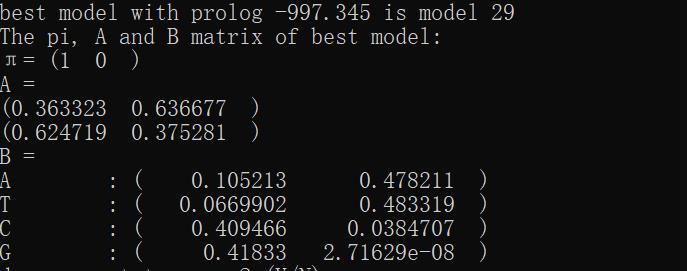 best model with prolog -997.345 is model 29
The pi, A and B matrix of best model:
π= (1 0 )
A =
(0.363323 0.636677 )
(0.624719 0.375281 )
B =
A : ( 0.105213 0.478211 )
T : ( 0.0669902 0.483319 )
C : ( 0.409466 0.0384707 )
G : ( 0.41833 2.71629e-08 )